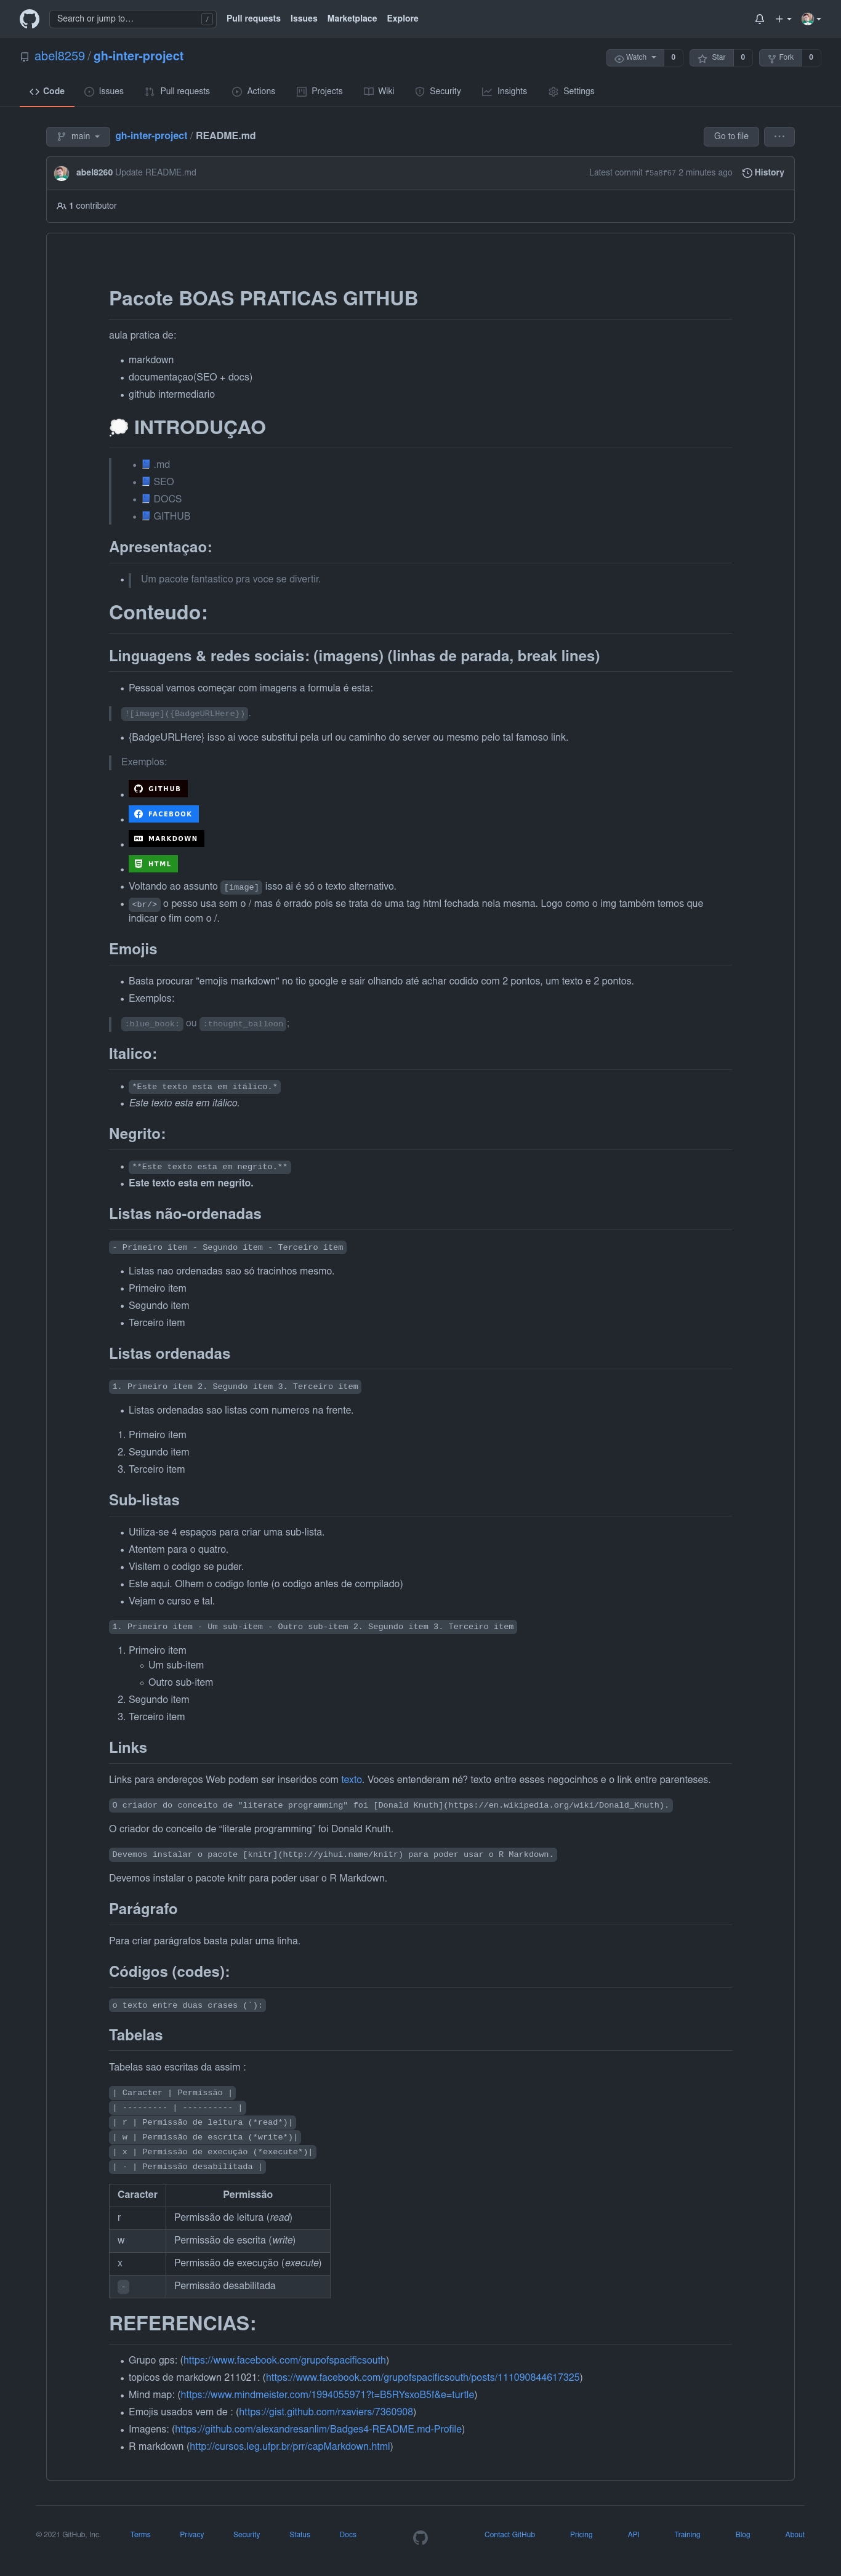 Search or jump to… /
Pull requests Issues Marketplace Explore
abel8259 / gh-inter-project
Watch 0 Star 0 Fork 0
Code Issues Pull requests Actions Projects Wiki Security Insights Settings
main gh-inter-project / README.md Go to file ...
abel8260 Update README.md Latest commit f5a8f67 2 minutes ago History
1 contributor
Pacote BOAS PRATICAS GITHUB
aula pratica de:
markdown
documentaçao(SEO + docs)
github intermediario
💭 INTRODUÇAO
📘 .md
📘 SEO
📘 DOCS
📘 GITHUB
Apresentaçao:
Um pacote fantastico pra voce se divertir.
Conteudo:
Linguagens & redes sociais: (imagens) (linhas de parada, break lines)
Pessoal vamos começar com imagens a formula é esta:
![image]({BadgeURLHere}).
{BadgeURLHere} isso ai voce substitui pela url ou caminho do server ou mesmo pelo tal famoso link.
Exemplos:
GITHUB
FACEBOOK
MARKDOWN
HTML
Voltando ao assunto [image] isso ai é só o texto alternativo.
<br/> o pesso usa sem o / mas é errado pois se trata de uma tag html fechada nela mesma. Logo como o img também temos que
indicar o fim com o /.
Emojis
Basta procurar "emojis markdown" no tio google e sair olhando até achar codido com 2 pontos, um texto e 2 pontos.
Exemplos:
:blue_book: ou :thought_balloon;
Italico:
*Este texto esta em itálico.*
Este texto esta em itálico.
Negrito:
**Este texto esta em negrito.**
Este texto esta em negrito.
Listas não-ordenadas
- Primeiro item - Segundo item - Terceiro item
Listas nao ordenadas sao só tracinhos mesmo.
Primeiro item
Segundo item
Terceiro item
Listas ordenadas
1. Primeiro item 2. Segundo item 3. Terceiro item
Listas ordenadas sao listas com numeros na frente.
1. Primeiro item
2. Segundo item
3. Terceiro item
Sub-listas
Utiliza-se 4 espaços para criar uma sub-lista.
Atentem para o quatro.
Visitem o codigo se puder.
Este aqui. Olhem o codigo fonte (o codigo antes de compilado)
Vejam o curso e tal.
1. Primeiro item - Um sub-item - Outro sub-item 2. Segundo item 3. Terceiro item
1. Primeiro item
Um sub-item
Outro sub-item
2. Segundo item
3. Terceiro item
Links
Links para endereços Web podem ser inseridos com texto. Voces entenderam né? texto entre esses negocinhos e o link entre parenteses.
O criador do conceito de "literate programming" foi [Donald Knuth](https://en.wikipedia.org/wiki/Donald_Knuth).
O criador do conceito de “literate programming” foi Donald Knuth.
Devemos instalar o pacote [knitr](http://yihui.name/knitr) para poder usar o R Markdown.
Devemos instalar o pacote knitr para poder usar o R Markdown.
Parágrafo
Para criar parágrafos basta pular uma linha.
Códigos (codes):
o texto entre duas crases (`):
Tabelas
Tabelas sao escritas da assim :
| Caracter | Permissão |
| --------- | ---------- |
| r | Permissão de leitura (*read*)|
| w | Permissão de escrita (*write*)|
| x | Permissão de execução (*execute*)|
| - | Permissão desabilitada |
Caracter Permissão
r Permissão de leitura (read)
w Permissão de escrita (write)
x Permissão de execução (execute)
- Permissão desabilitada
REFERENCIAS:
Grupo gps: (https://www.facebook.com/grupofspacificsouth)
topicos de markdown 211021: (https://www.facebook.com/grupofspacificsouth/posts/111090844617325)
Mind map: (https://www.mindmeister.com/1994055971?t=B5RYsxoB5f&e=turtle)
Emojis usados vem de : (https://gist.github.com/rxaviers/7360908)
Imagens: (https://github.com/alexandresanlim/Badges4-README.md-Profile)
R markdown (http://cursos.leg.ufpr.br/prr/capMarkdown.html)
© 2021 GitHub, Inc. Terms Privacy Security Status Docs Contact GitHub Pricing API Training Blog About